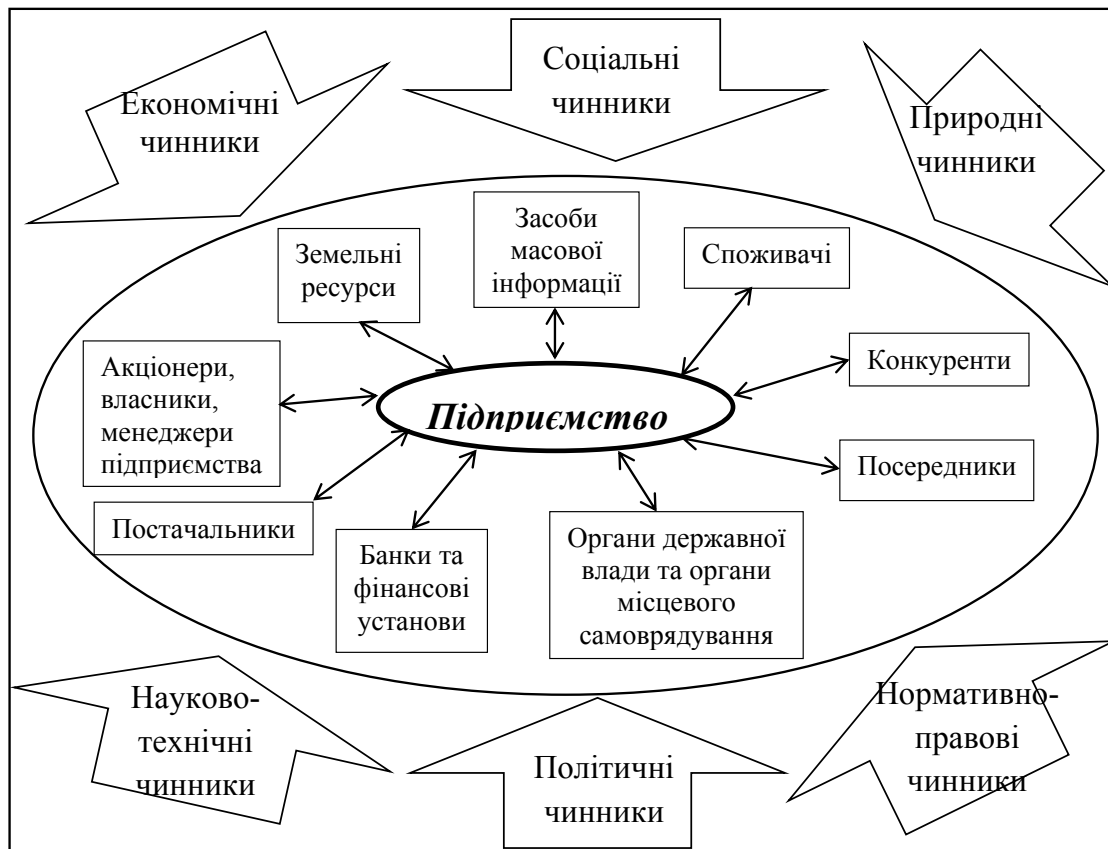 Економічні
чинники
Соціальні
чинники
Природні
чинники
Засоби
масової
інформації
Земельні
ресурси
Споживачі
Акціонери,
власники,
менеджери
підприємства
Підприємство
Конкуренти
Посередники
Постачальники
Банки та
фінансові
установи
Органи державної
влади та органи
місцевого
самоврядування
Науково-
технічні
чинники
Політичні
чинники
Нормативно-
правові
чинники